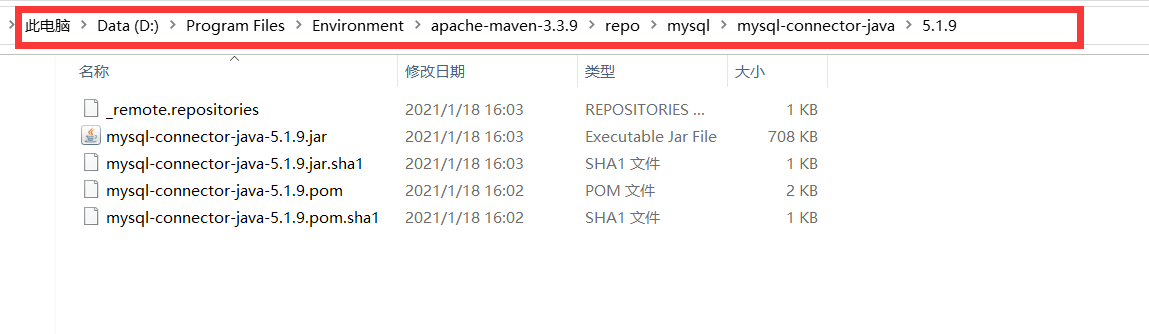 此电脑 > Data (D:) > Program Files > Environment > apache-maven-3.3.9 > repo > mysql > mysql-connector-java > 5.1.9
名称 修改日期 类型 大小
_remote.repositories 2021/1/18 16:03 REPOSITORIES ... 1 KB
mysql-connector-java-5.1.9.jar 2021/1/18 16:03 Executable Jar File 708 KB
mysql-connector-java-5.1.9.jar.sha1 2021/1/18 16:03 SHA1 文件 1 KB
mysql-connector-java-5.1.9.pom 2021/1/18 16:02 POM 文件 2 KB
mysql-connector-java-5.1.9.pom.sha1 2021/1/18 16:02 SHA1 文件 1 KB